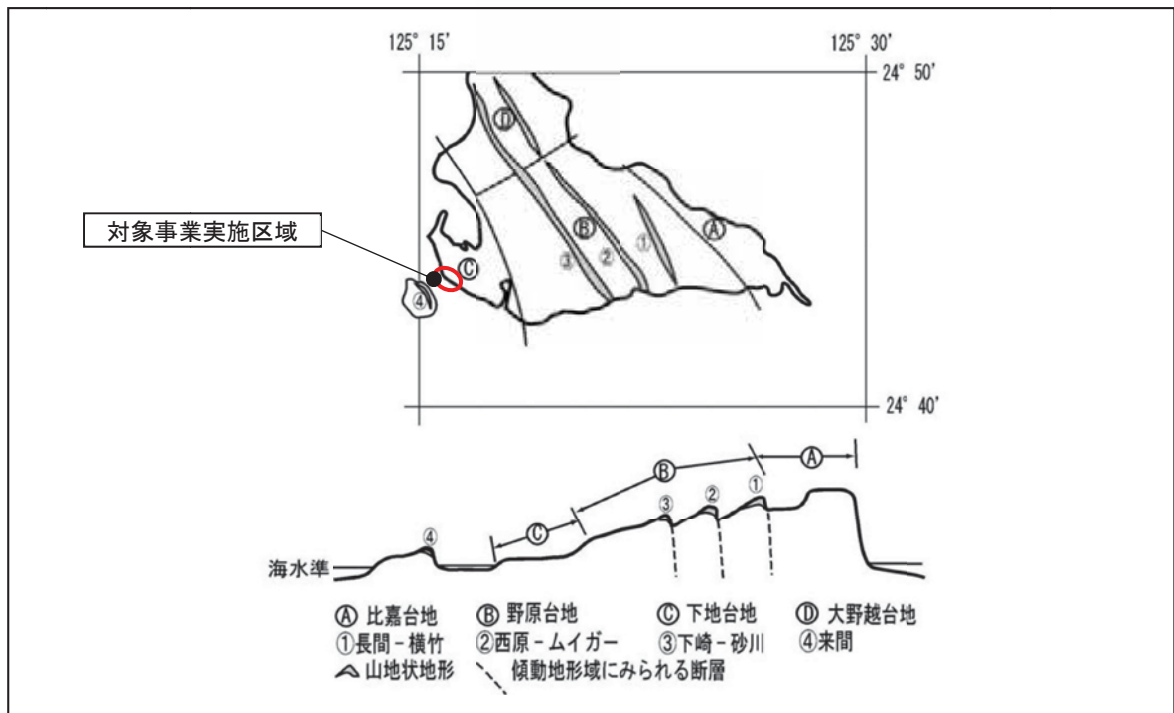 125° 15' 125° 30'
24° 50'
Ⓓ
対象事業実施区域
Ⓑ Ⓐ
①
Ⓒ ③ ②
④
24° 40'
Ⓐ
Ⓑ
①
②
③
④ Ⓒ
海水準
Ⓐ 比嘉台地 Ⓑ 野原台地 Ⓒ 下地台地 Ⓓ 大野越台地
①長間-横竹 ②西原-ムイガー ③下崎-砂川 ④来間
山地状地形 傾動地形域にみられる断層